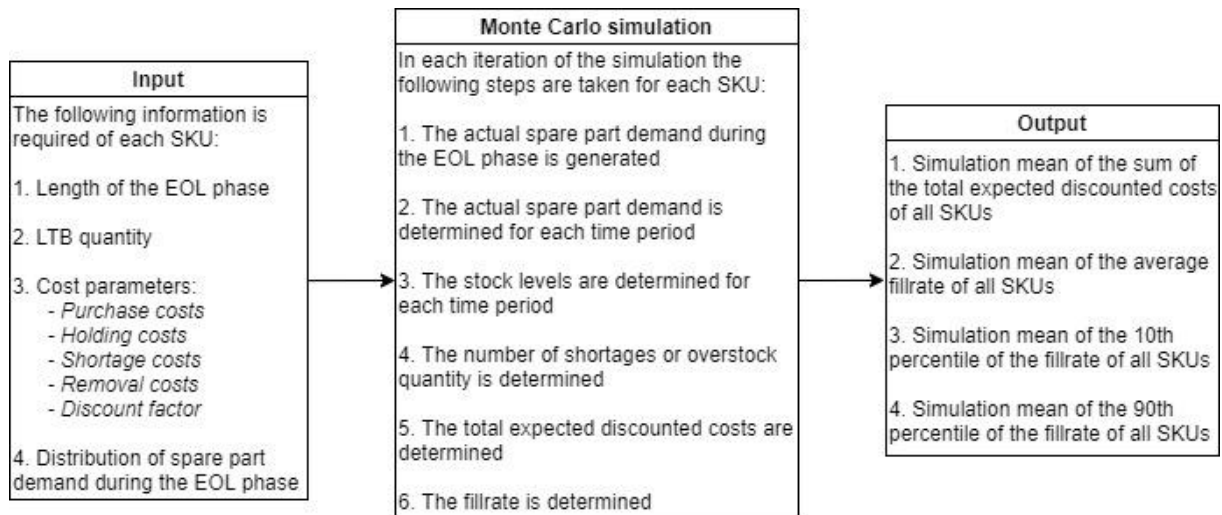 Input
The following information is
required of each SKU:
1. Length of the EOL phase
2. LTB quantity
3. Cost parameters:
- Purchase costs
- Holding costs
- Shortage costs
- Removal costs
- Discount factor
4. Distribution of spare part
demand during the EOL phase
Monte Carlo simulation
In each iteration of the simulation the
following steps are taken for each SKU:
1. The actual spare part demand during
the EOL phase is generated
2. The actual spare part demand is
determined for each time period
3. The stock levels are determined for
each time period
4. The number of shortages or overstock
quantity is determined
5. The total expected discounted costs are
determined
6. The fillrate is determined
Output
1. Simulation mean of the sum of
the total expected discounted costs
of all SKUs
2. Simulation mean of the average
fillrate of all SKUs
3. Simulation mean of the 10th
percentile of the fillrate of all SKUs
4. Simulation mean of the 90th
percentile of the fillrate of all SKUs